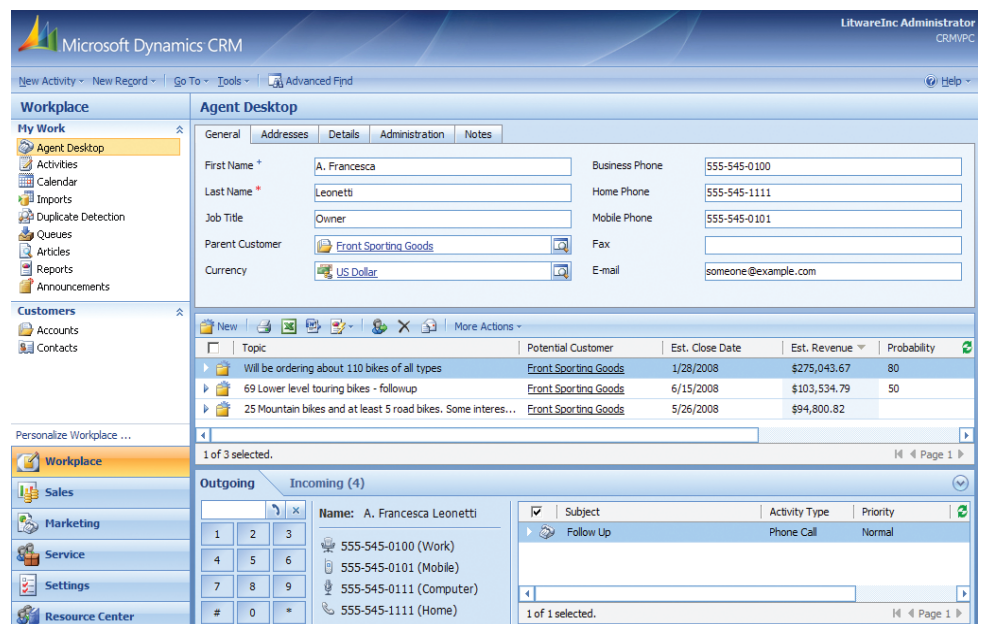 LitwareInc Administrator
CRMVPC
Microsoft Dynamics CRM
New Activity New Record Go To Tools Advanced Find Help
Workplace
My Work
Agent Desktop
Activities
Calendar
Imports
Duplicate Detection
Queues
Articles
Reports
Announcements
Customers
Accounts
Contacts
Personalize Workplace ...
Workplace
Sales
Marketing
Service
Settings
Resource Center
Agent Desktop
General Addresses Details Administration Notes
First Name + A. Francesca Business Phone 555-545-0100
Last Name * Leonetti Home Phone 555-545-1111
Job Title Owner Mobile Phone 555-545-0101
Parent Customer Front Sporting Goods Fax
Currency US Dollar E-mail someone@example.com
New More Actions
Topic Potential Customer Est. Close Date Est. Revenue Probability
Will be ordering about 110 bikes of all types Front Sporting Goods 1/28/2008 $275,043.67 80
69 Lower level touring bikes - followup Front Sporting Goods 6/15/2008 $103,534.79 50
25 Mountain bikes and at least 5 road bikes. Some interes... Front Sporting Goods 5/26/2008 $94,800.82
1 of 3 selected. Page 1
Outgoing Incoming (4)
1 2 3
4 5 6
7 8 9
# 0 *
Name: A. Francesca Leonetti
555-545-0100 (Work)
555-545-0101 (Mobile)
555-545-0111 (Computer)
555-545-1111 (Home)
Subject Activity Type Priority
Follow Up Phone Call Normal
1 of 1 selected. Page 1